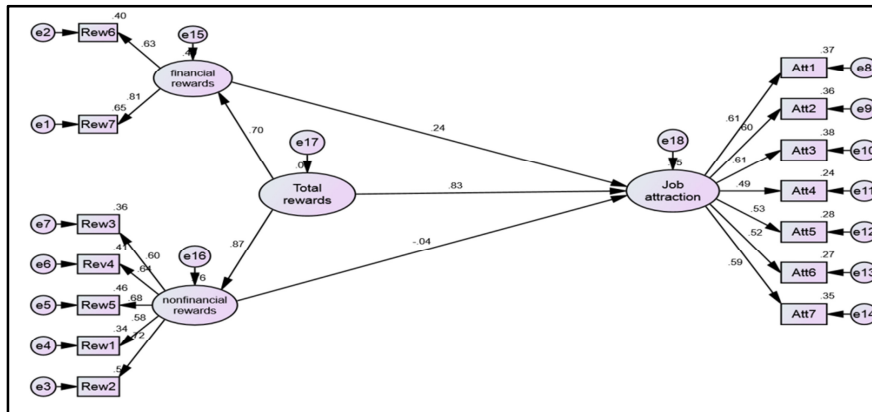 e2
Rew6
.40
.63
e15
financial
rewards
.81
e1
Rew7
.65
.70
.24
e17
Total
rewards
.83
e18
Job
attraction
.87
-.04
e7
Rew3
.36
.60
e6
Rev4
.41
.64
e16
nonfinancial
rewards
e5
Rew5
.46
.68
e4
Rew1
.34
.58
e3
Rew2
.72
.61
Att1
.37
e8
.60
Att2
.36
e9
.61
Att3
.38
e10
.49
Att4
.24
e11
.53
Att5
.28
e12
.52
Att6
.27
e13
.59
Att7
.35
e14